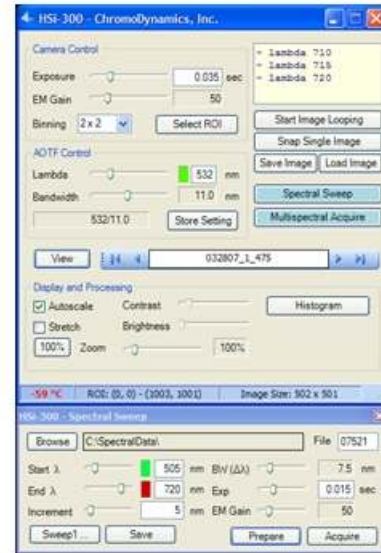 HSi-300 - ChromoDynamics, Inc.
Camera Control
Exposure 0.035 sec
EM Gain 50
Binning 2 x 2 Select ROI
- lambda 710
- lambda 715
- lambda 720
Start Image Looping
Snap Single Image
Save Image Load Image
Spectral Sweep
Multispectral Acquire
AOTF Control
Lambda 532 nm
Bandwidth 11.0 nm
532/11.0 Store Setting
View 032807_1_475
Display and Processing
Autoscale Contrast Histogram
Stretch Brightness
100% Zoom 100%
-59 °C ROI: (0, 0) - (1003, 1001) Image Size: 502 x 501
HSi-300 - Spectral Sweep
Browse C:\SpectralData\ File 07521
Start λ 505 nm BW (Δλ) 7.5 nm
End λ 720 nm Exp 0.015 sec
Increment 5 nm EM Gain 50
Sweep1 ... Save Prepare Acquire